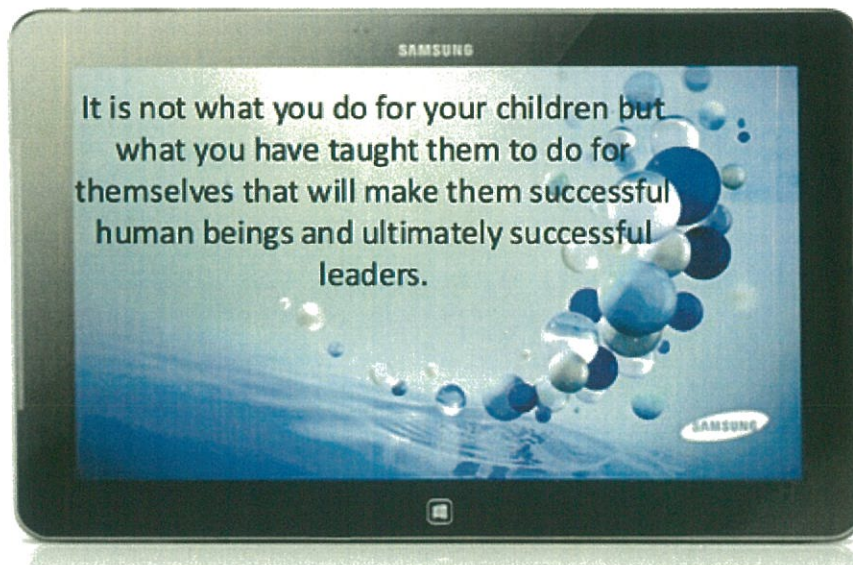 SAMSUNG
It is not what you do for your children but
what you have taught them to do for
themselves that will make them successful
human beings and ultimately successful
leaders.
SAMSUNG